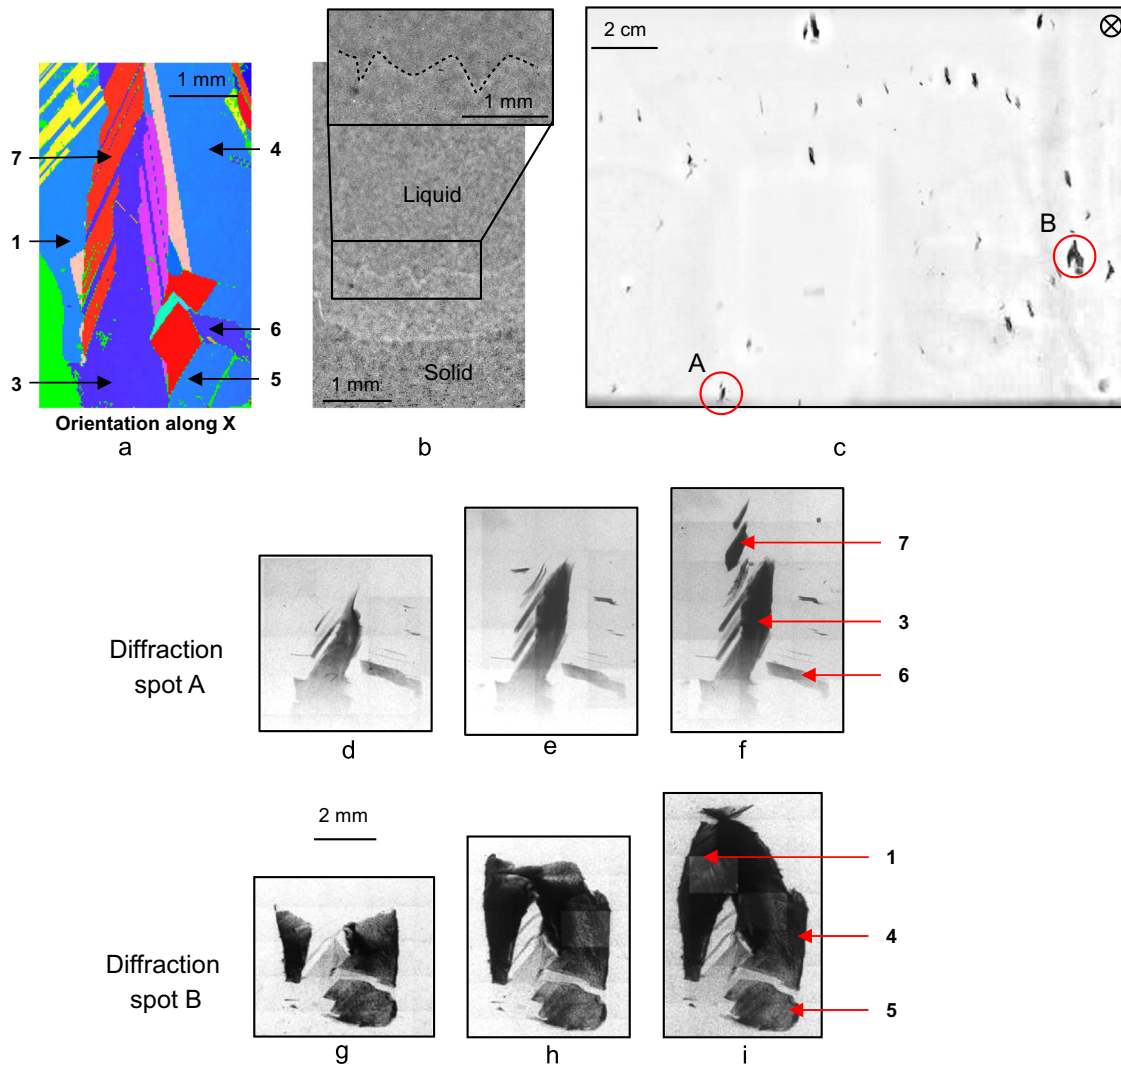 1 mm
7
4
1
6
3
5
Orientation along X
a
1 mm
Liquid
Solid
1 mm
b
2 cm
B
A
c
Diffraction
spot A
7
3
6
d
e
f
2 mm
Diffraction
spot B
1
4
5
g
h
i